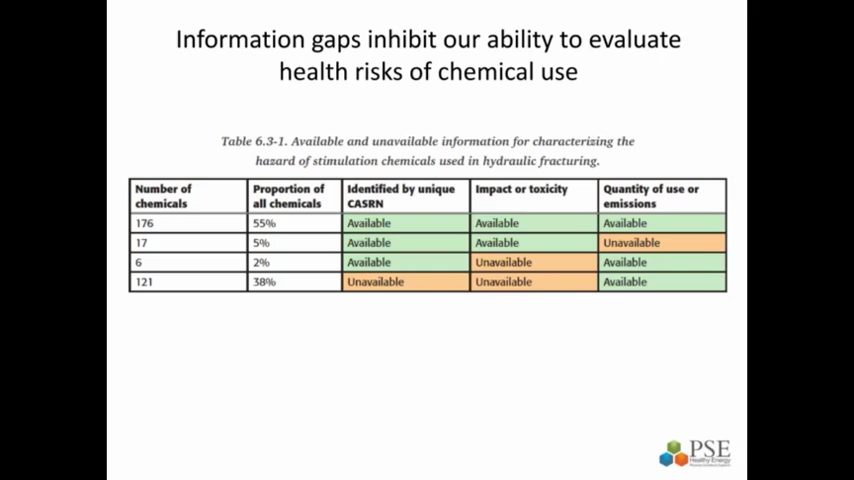 Information gaps inhibit our ability to evaluate
health risks of chemical use
Table 6.3-1. Available and unavailable information for characterizing the
hazard of stimulation chemicals used in hydraulic fracturing.
Number of chemicals | Proportion of all chemicals | Identified by unique CASRN | Impact or toxicity | Quantity of use or emissions
176 | 55% | Available | Available | Available
17 | 5% | Available | Available | Unavailable
6 | 2% | Available | Unavailable | Available
121 | 38% | Unavailable | Unavailable | Available
PSE
Healthy Energy